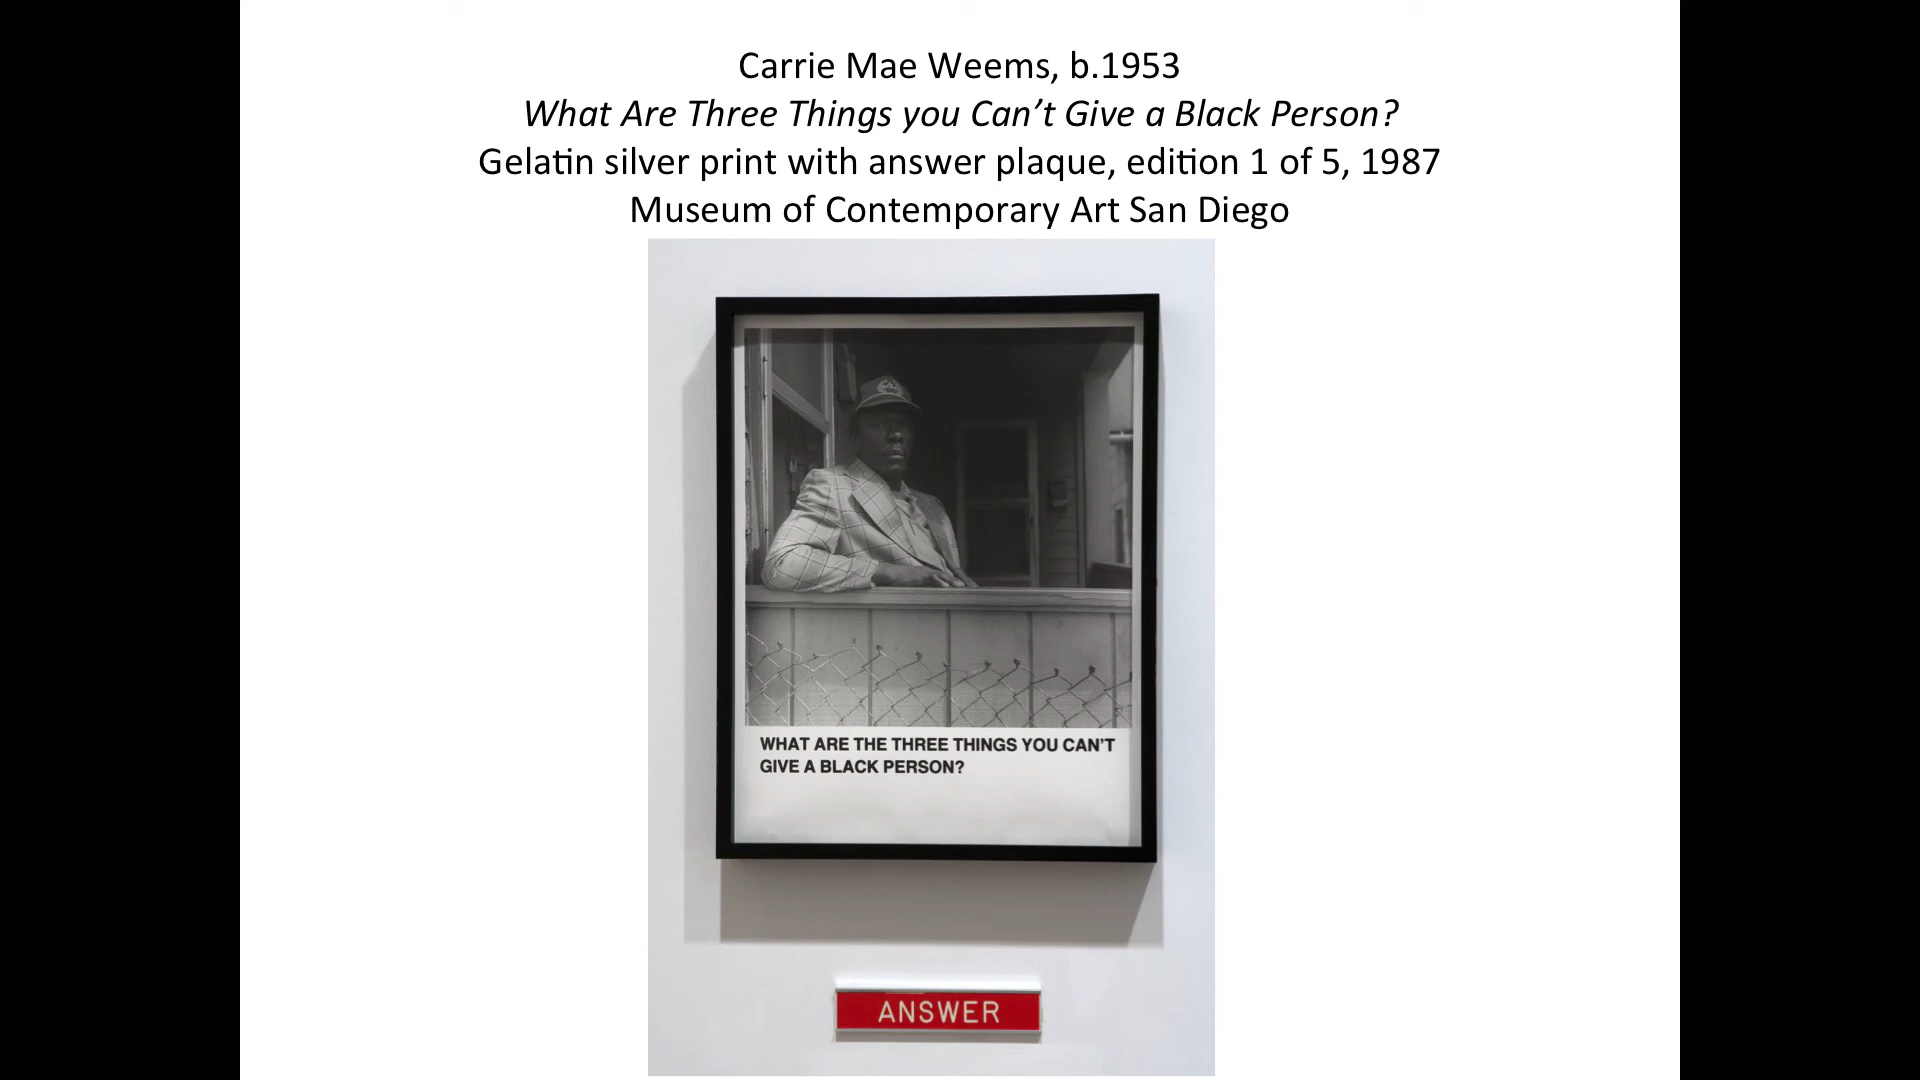 Carrie Mae Weems, b.1953
What Are Three Things you Can’t Give a Black Person?
Gelatin silver print with answer plaque, edition 1 of 5, 1987
Museum of Contemporary Art San Diego
WHAT ARE THE THREE THINGS YOU CAN'T
GIVE A BLACK PERSON?
ANSWER